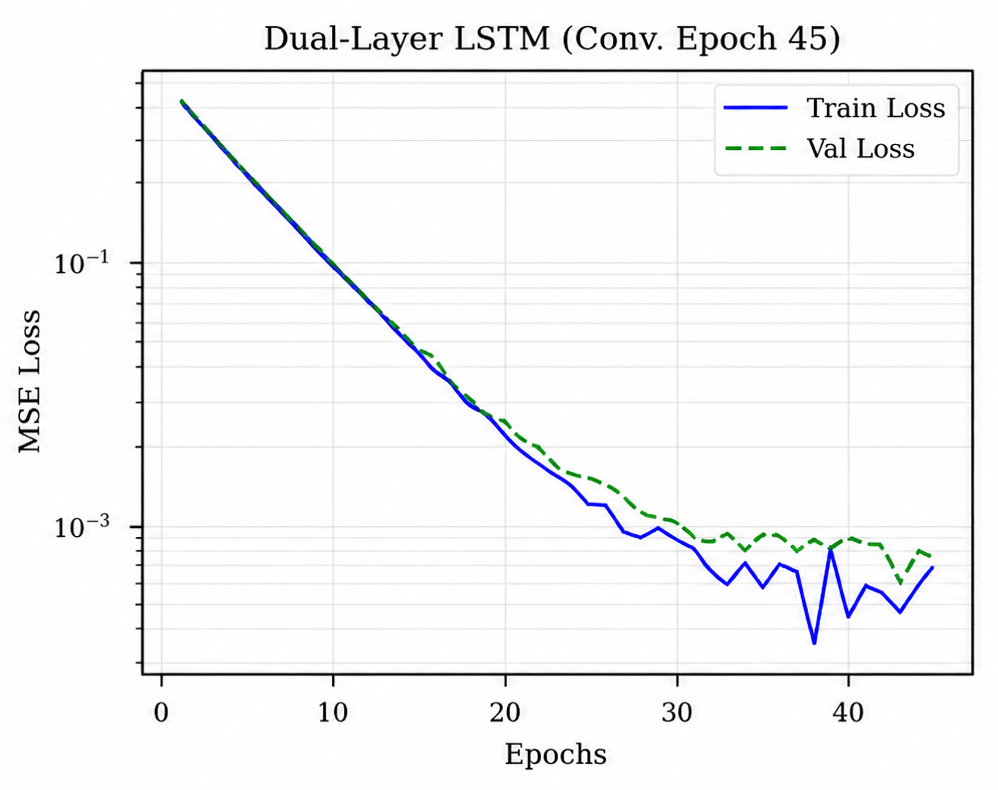 Dual-Layer LSTM (Conv. Epoch 45)
Train Loss
Val Loss
MSE Loss
10⁻¹
10⁻³
0 10 20 30 40
Epochs